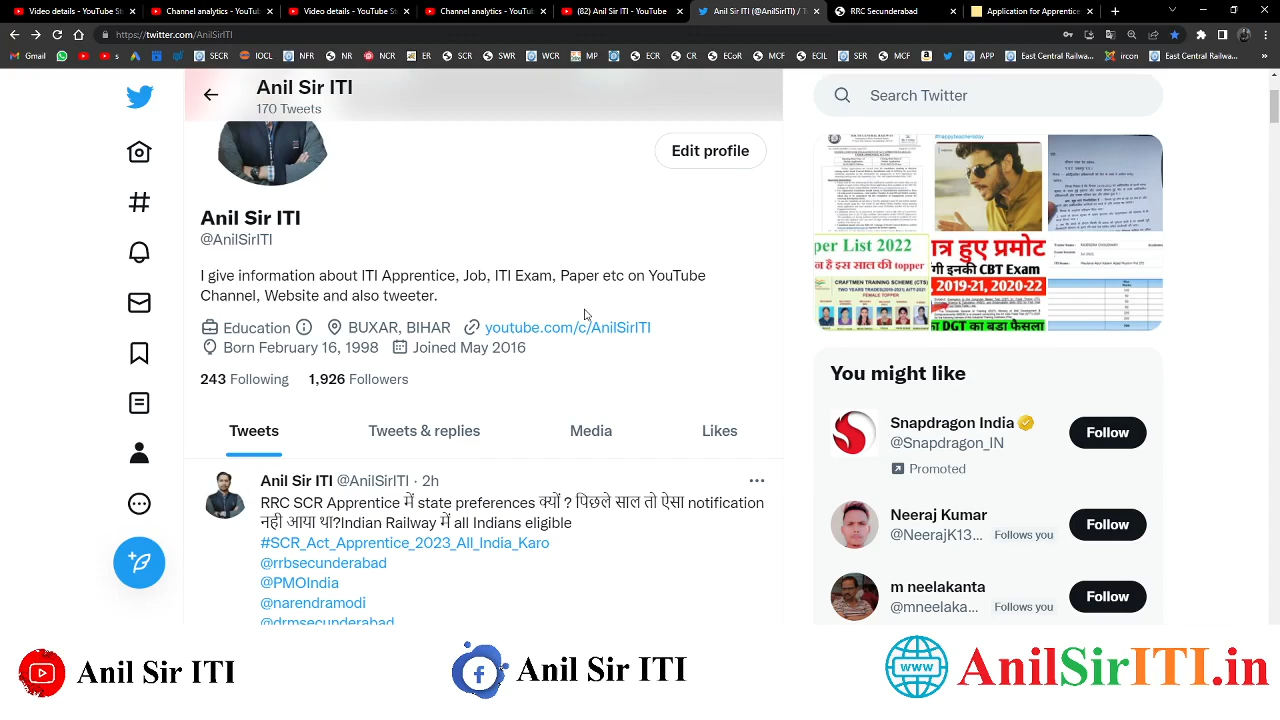 Video details - YouTube St
Channel analytics - YouTu
Video details - YouTube St
Channel analytics - YouTu
(82) Anil Sir ITI - YouTube
Anil Sir ITI (@AnilSirITI) / T
RRC Secunderabad
Application for Apprentice
https://twitter.com/AnilSirITI
Gmail
s
SECR
IOCL
NFR
NR
NCR
ER
SCR
SWR
WCR
MP
ECR
CR
ECoR
MCF
ECIL
SER
MCF
APP
East Central Railwa...
ircon
East Central Railwa...
Anil Sir ITI
170 Tweets
Search Twitter
Edit profile
Anil Sir ITI
@AnilSirITI
I give information about ITI Apprentice, Job, ITI Exam, Paper etc on YouTube
Channel, Website and also tweets .
Education BUXAR, BIHAR youtube.com/c/AnilSirITI
Born February 16, 1998 Joined May 2016
243 Following 1,926 Followers
Tweets Tweets & replies Media Likes
Anil Sir ITI @AnilSirITI · 2h
RRC SCR Apprentice में state preferences क्यों ? पिछले साल तो ऐसा notification
नहीं आया था?Indian Railway में all Indians eligible
#SCR_Act_Apprentice_2023_All_India_Karo
@rrbsecunderabad
@PMOIndia
@narendramodi
@drmsecunderabad
#happyteachersday
per List 2022
न है इस साल की topper
CRAFTMEN TRAINING SCHEME (CTS)
TWO YEARS TRADES(2019-2021) AITT-2021
FEMALE TOPPER
त्र हुए प्रमोट
गी इनकी CBT Exam
2019-21, 2020-22
का DGT का बडा फैसला
You might like
Snapdragon India
@Snapdragon_IN
Promoted
Follow
Neeraj Kumar
@NeerajK13... Follows you
Follow
m neelakanta
@mneelaka... Follows you
Follow
Anil Sir ITI
Anil Sir ITI
www
AnilSirITI.in